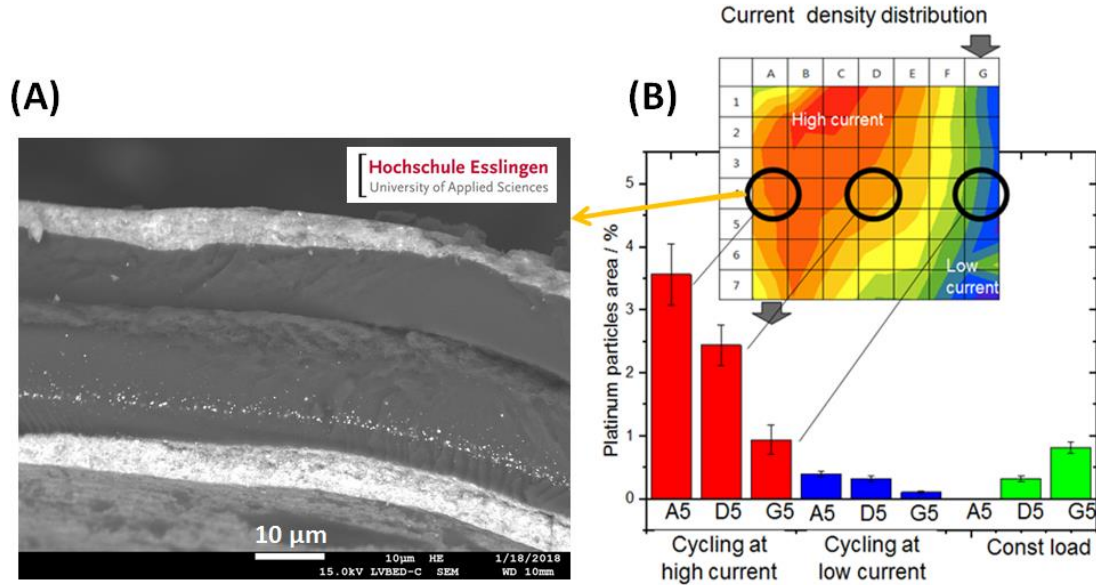 (A)
Hochschule Esslingen
University of Applied Sciences
10 µm
10µm HE 1/18/2018
15.0kV LVBED-C SEM WD 10mm
(B)
Current density distribution
A B C D E F G
1
2
3
5
6
7
High current
Low
current
Platinum particles area / %
5
4
3
2
1
0
A5 D5 G5 A5 D5 G5 A5 D5 G5
Cycling at
high current
Cycling at
low current
Const load